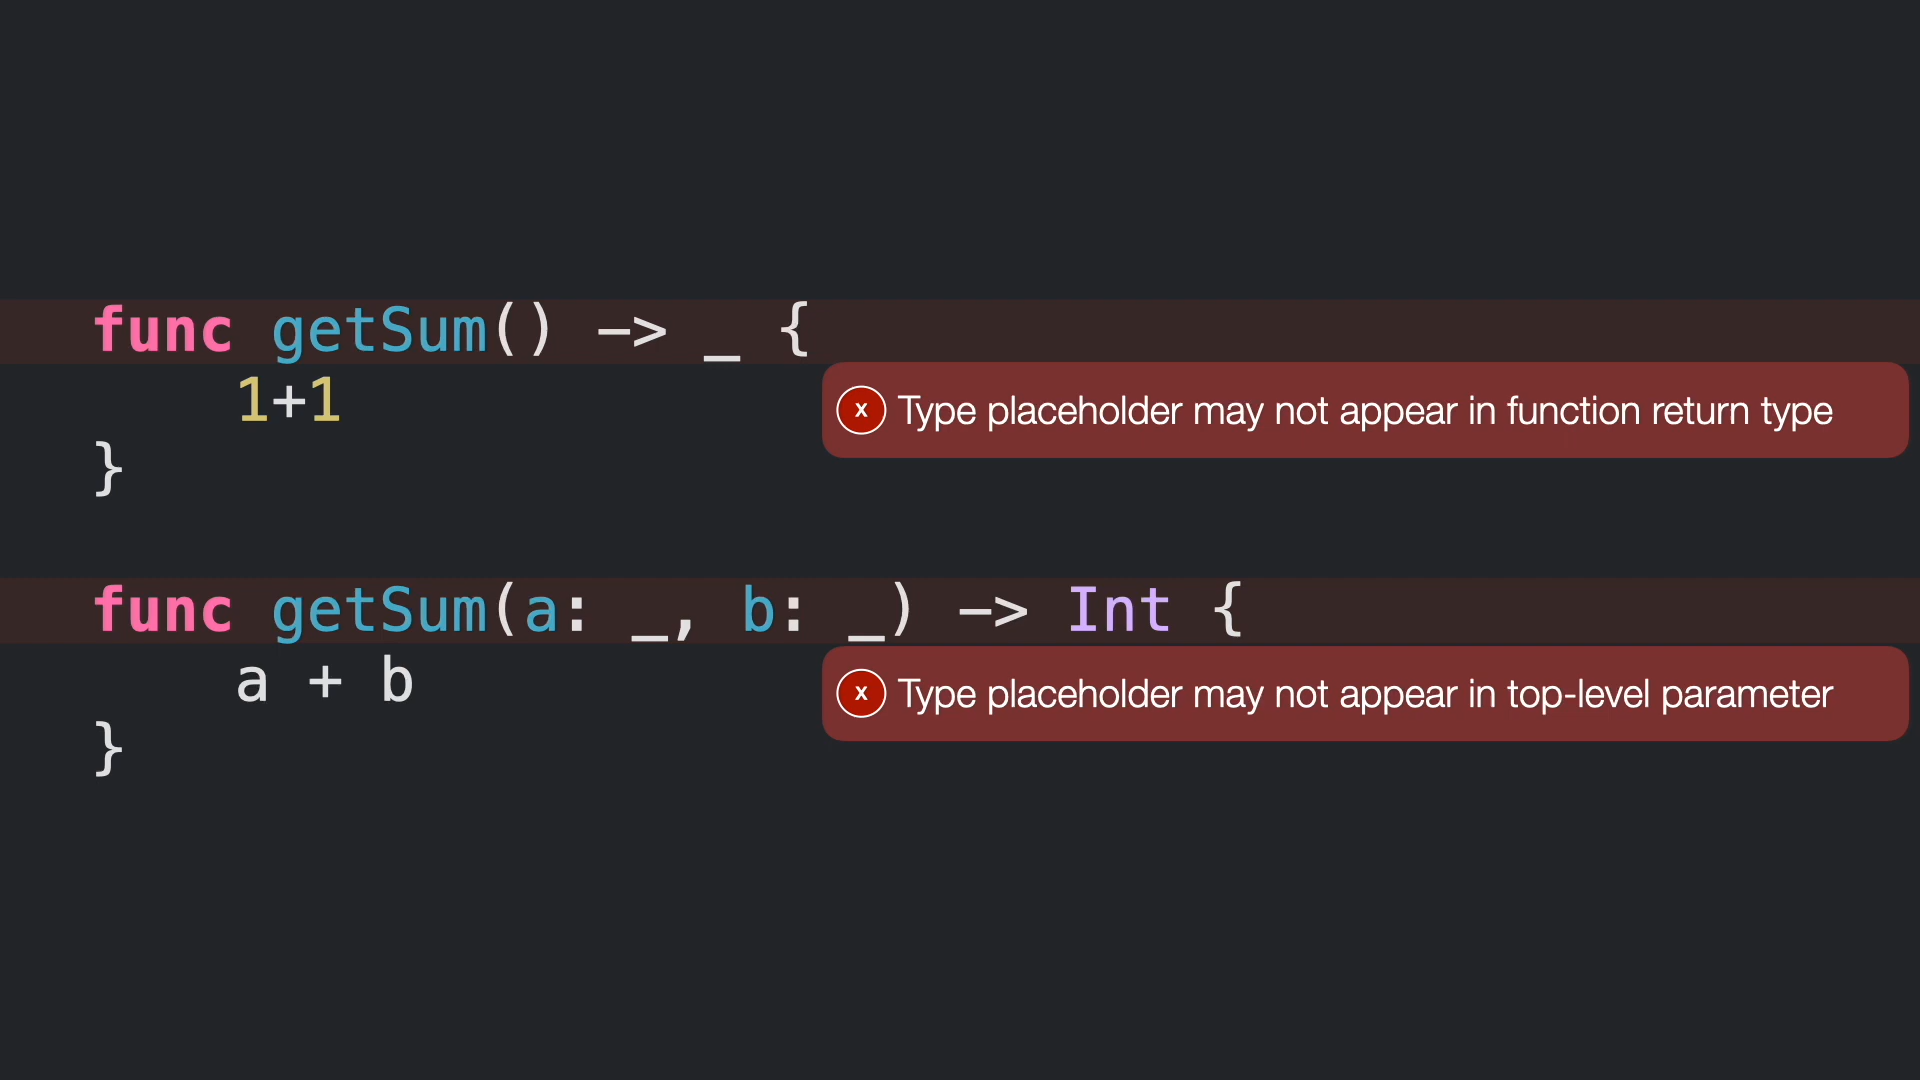 func getSum() -> _ {
1+1
x Type placeholder may not appear in function return type
}
func getSum(a: _, b: _) -> Int {
a + b
x Type placeholder may not appear in top-level parameter
}